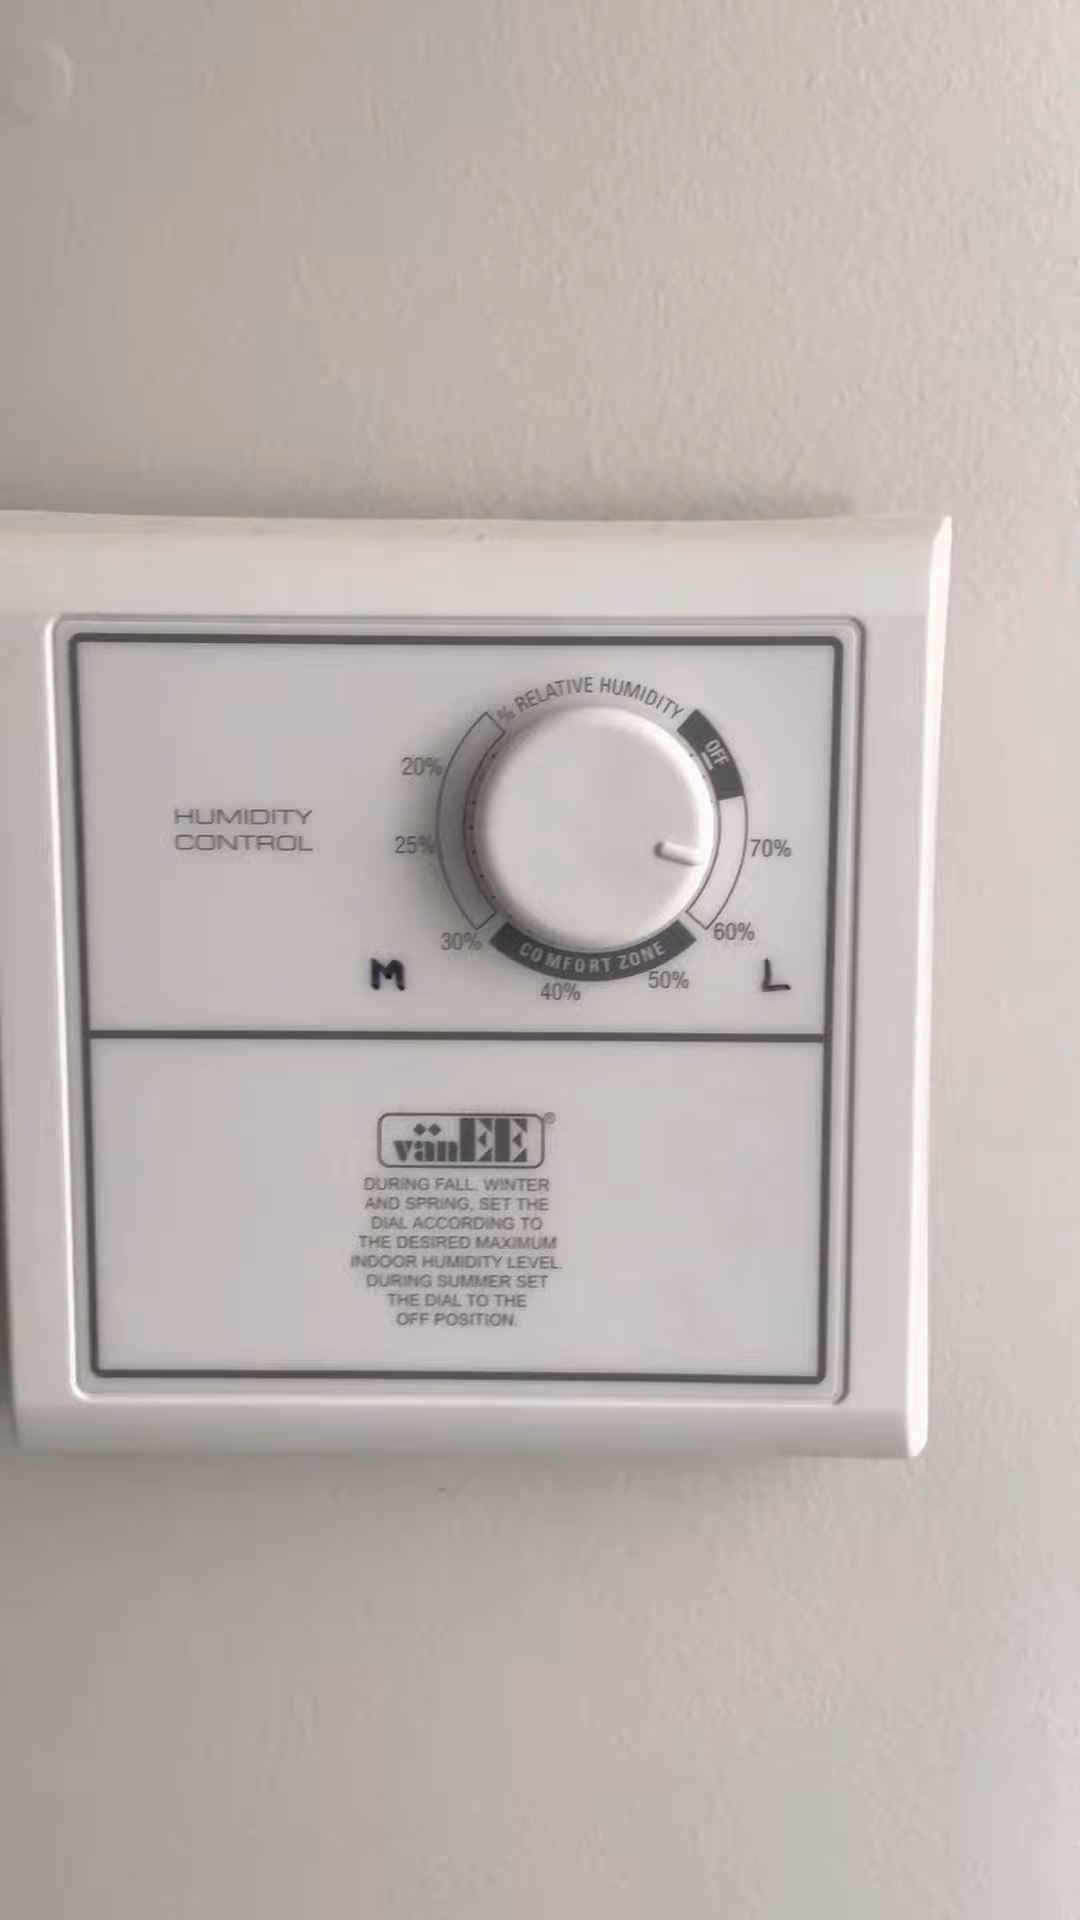 % RELATIVE HUMIDITY
OFF
20%
HUMIDITY
CONTROL
25%
70%
30%
60%
COMFORT ZONE
40%
50%
M
L
vänEE®
DURING FALL, WINTER
AND SPRING, SET THE
DIAL ACCORDING TO
THE DESIRED MAXIMUM
INDOOR HUMIDITY LEVEL.
DURING SUMMER SET
THE DIAL TO THE
OFF POSITION.